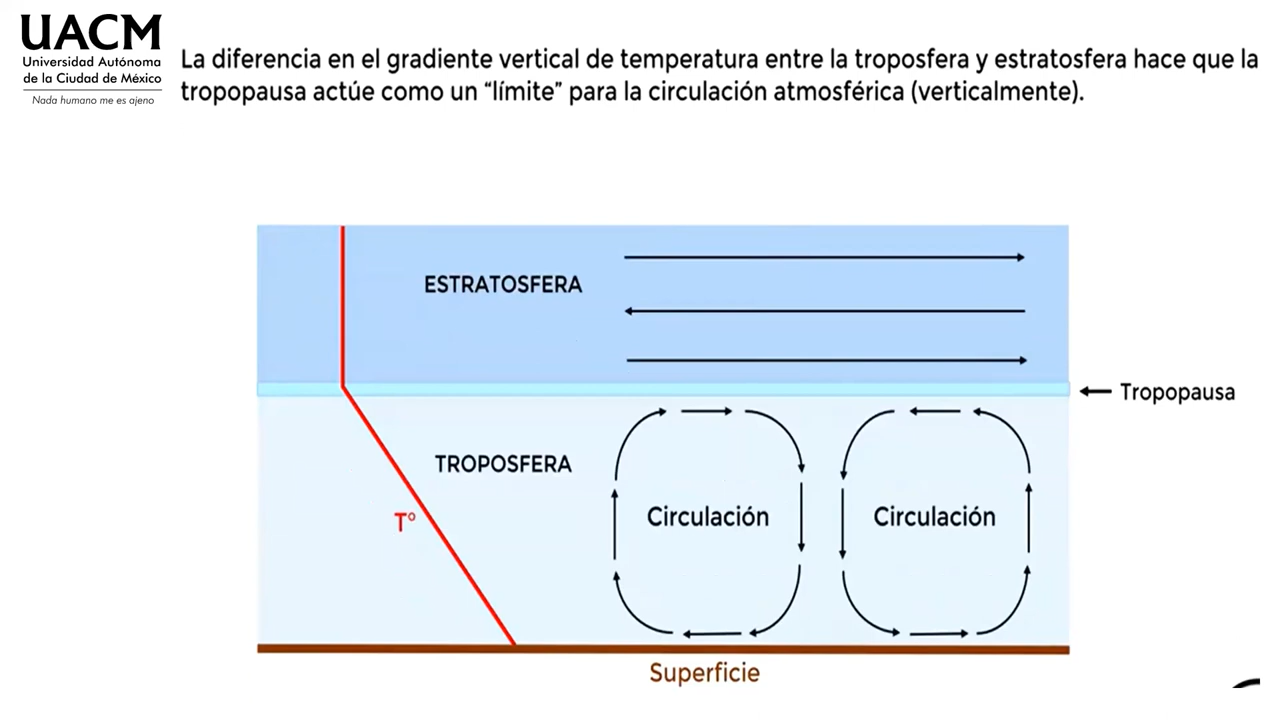 UACM
Universidad Autónoma
de la Ciudad de México
Nada humano me es ajeno
La diferencia en el gradiente vertical de temperatura entre la troposfera y estratosfera hace que la
tropopausa actúe como un “límite” para la circulación atmosférica (verticalmente).
ESTRATOSFERA
Tropopausa
TROPOSFERA
T°
Circulación
Circulación
Superficie